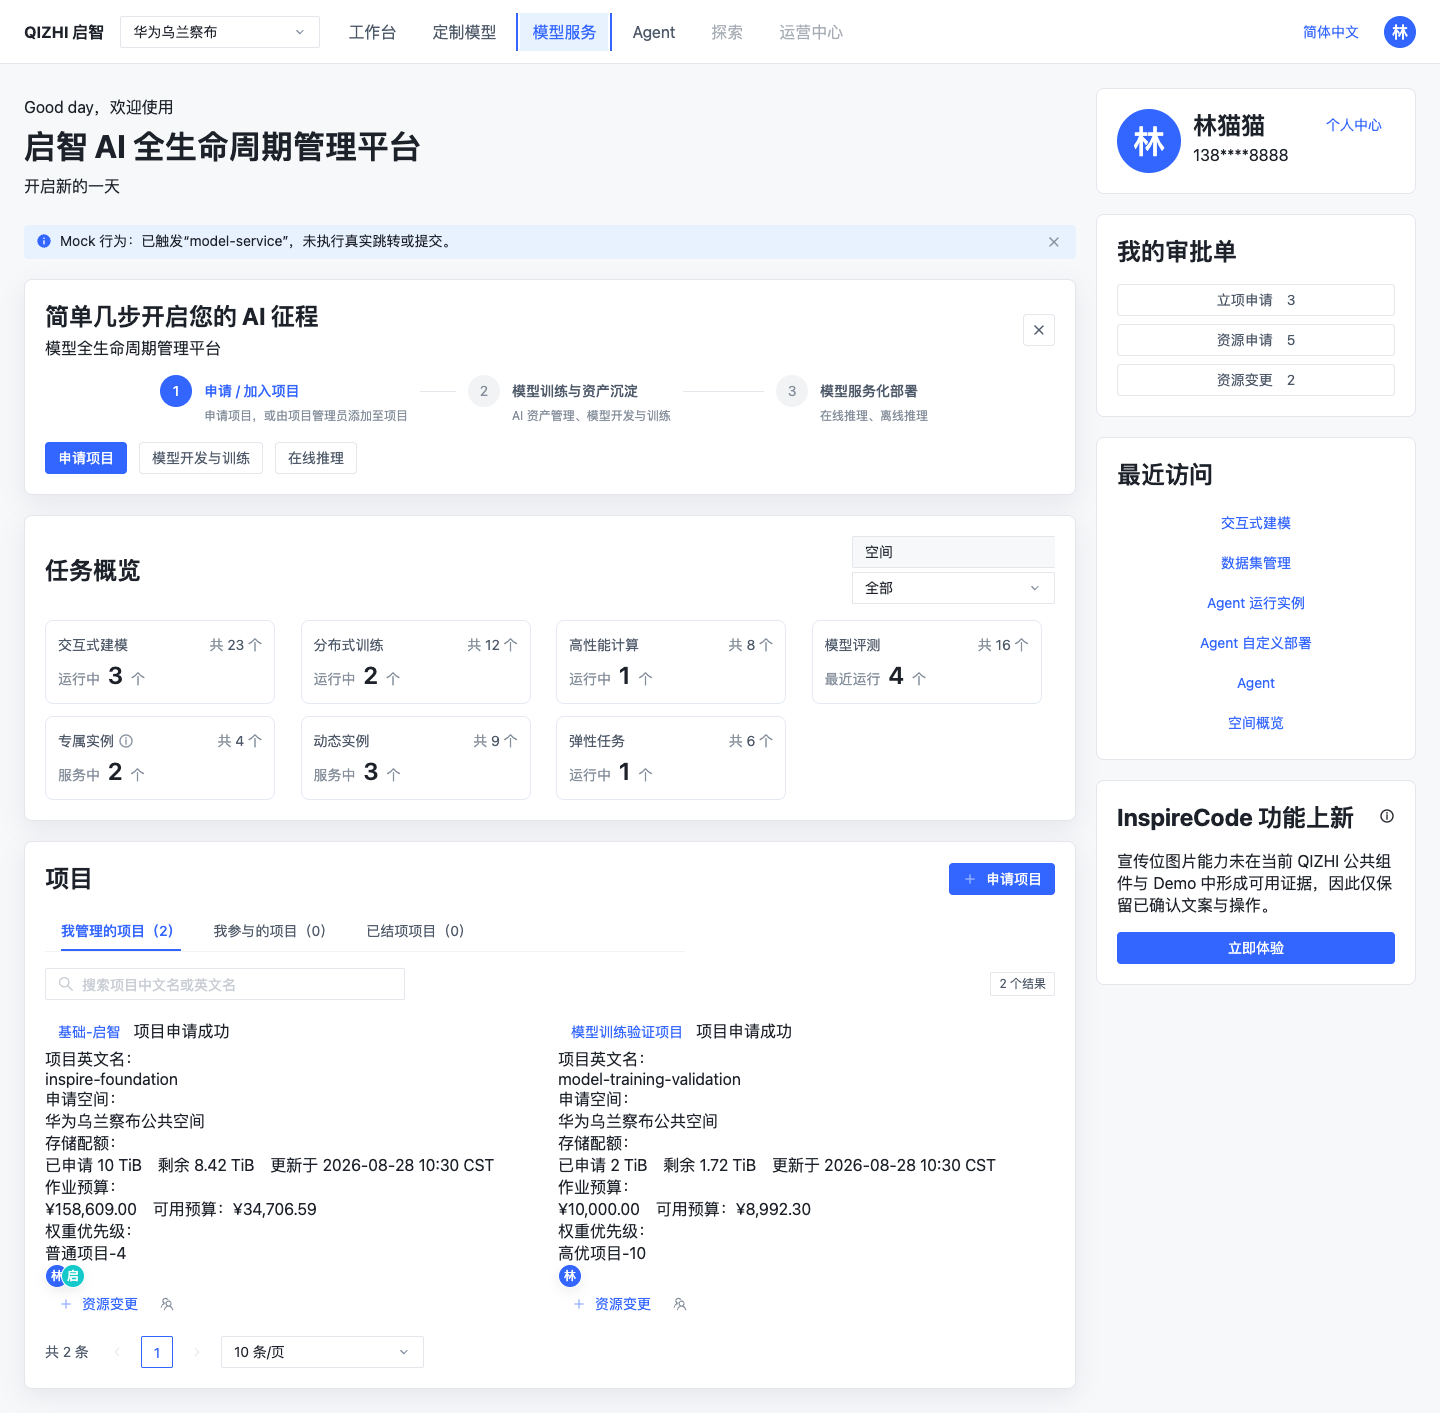 QIZHI 启智
华为乌兰察布
工作台
定制模型
模型服务
Agent
探索
运营中心
简体中文
林
Good day，欢迎使用
启智 AI 全生命周期管理平台
开启新的一天
Mock 行为：已触发“model-service”，未执行真实跳转或提交。
简单几步开启您的 AI 征程
模型全生命周期管理平台
1 申请 / 加入项目
申请项目，或由项目管理员添加至项目
2 模型训练与资产沉淀
AI 资产管理、模型开发与训练
3 模型服务化部署
在线推理、离线推理
申请项目
模型开发与训练
在线推理
任务概览
空间
全部
交互式建模 共 23 个
运行中 3 个
分布式训练 共 12 个
运行中 2 个
高性能计算 共 8 个
运行中 1 个
模型评测 共 16 个
最近运行 4 个
专属实例 共 4 个
服务中 2 个
动态实例 共 9 个
服务中 3 个
弹性任务 共 6 个
运行中 1 个
项目
申请项目
我管理的项目（2）
我参与的项目（0）
已结项项目（0）
搜索项目中文名或英文名
2 个结果
基础-启智 项目申请成功
项目英文名：
inspire-foundation
申请空间：
华为乌兰察布公共空间
存储配额：
已申请 10 TiB 剩余 8.42 TiB 更新于 2026-08-28 10:30 CST
作业预算：
¥158,609.00 可用预算：¥34,706.59
权重优先级：
普通项目-4
林 启
资源变更
模型训练验证项目 项目申请成功
项目英文名：
model-training-validation
申请空间：
华为乌兰察布公共空间
存储配额：
已申请 2 TiB 剩余 1.72 TiB 更新于 2026-08-28 10:30 CST
作业预算：
¥10,000.00 可用预算：¥8,992.30
权重优先级：
高优项目-10
林
资源变更
共 2 条
1
10 条/页
林
林猫猫
138****8888
个人中心
我的审批单
立项申请 3
资源申请 5
资源变更 2
最近访问
交互式建模
数据集管理
Agent 运行实例
Agent 自定义部署
Agent
空间概览
InspireCode 功能上新
宣传位图片能力未在当前 QIZHI 公共组
件与 Demo 中形成可用证据，因此仅保
留已确认文案与操作。
立即体验